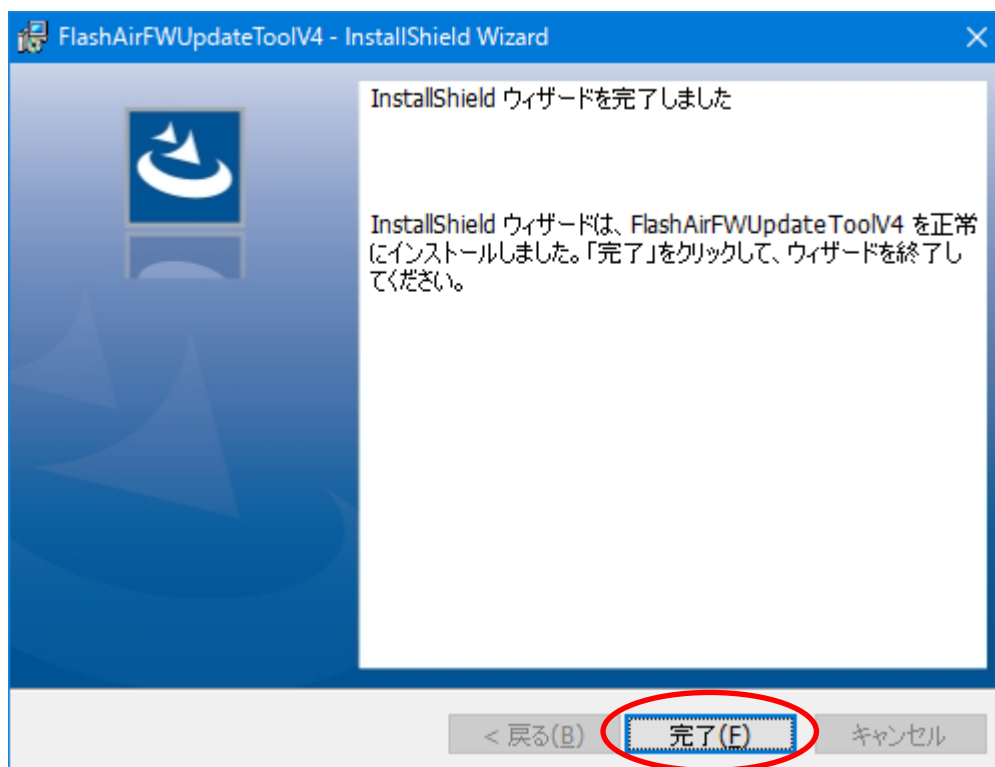 FlashAirFWUpdateToolV4 - InstallShield Wizard
InstallShield ウィザードを完了しました
InstallShield ウィザードは、FlashAirFWUpdateToolV4 を正常
にインストールしました。「完了」をクリックして、ウィザードを終了し
てください。
< 戻る(B)
完了(F)
キャンセル